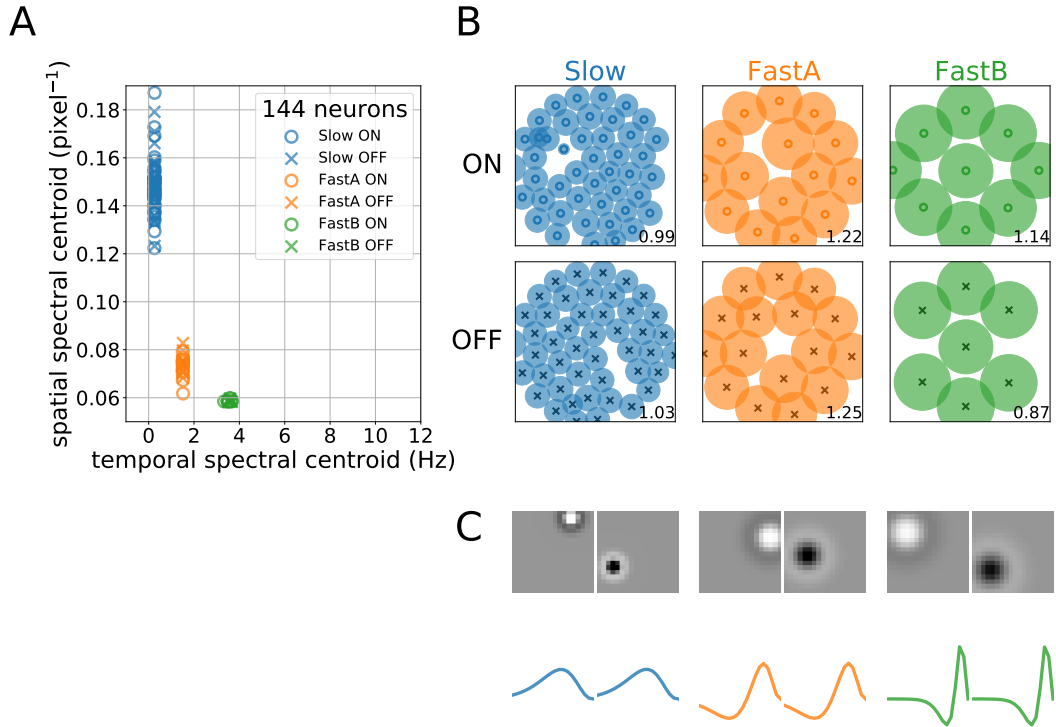 A
B
spatial spectral centroid (pixel⁻¹)
0.18
0.16
0.14
0.12
0.10
0.08
0.06
0
2
4
6
8
10
12
temporal spectral centroid (Hz)
144 neurons
Slow ON
Slow OFF
FastA ON
FastA OFF
FastB ON
FastB OFF
Slow
FastA
FastB
ON
0.99
1.22
1.14
OFF
1.03
1.25
0.87
C